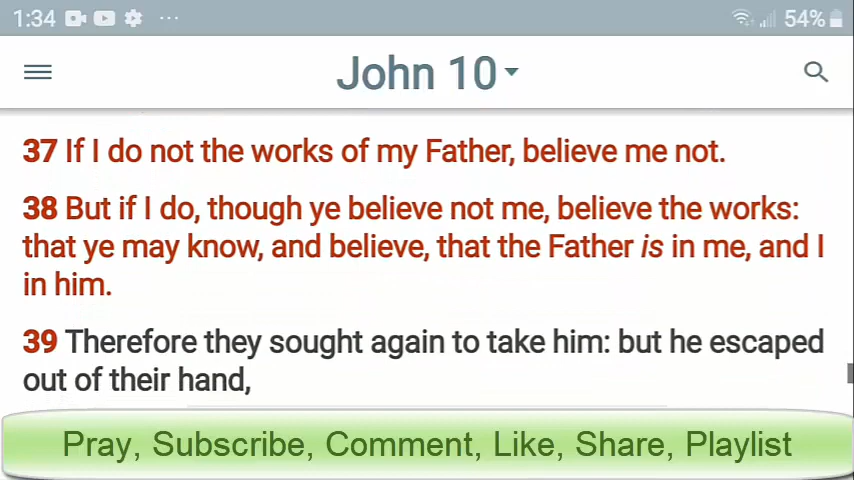 1:34 ... 54%
John 10
37 If I do not the works of my Father, believe me not.
38 But if I do, though ye believe not me, believe the works:
that ye may know, and believe, that the Father is in me, and I
in him.
39 Therefore they sought again to take him: but he escaped
out of their hand,
Pray, Subscribe, Comment, Like, Share, Playlist